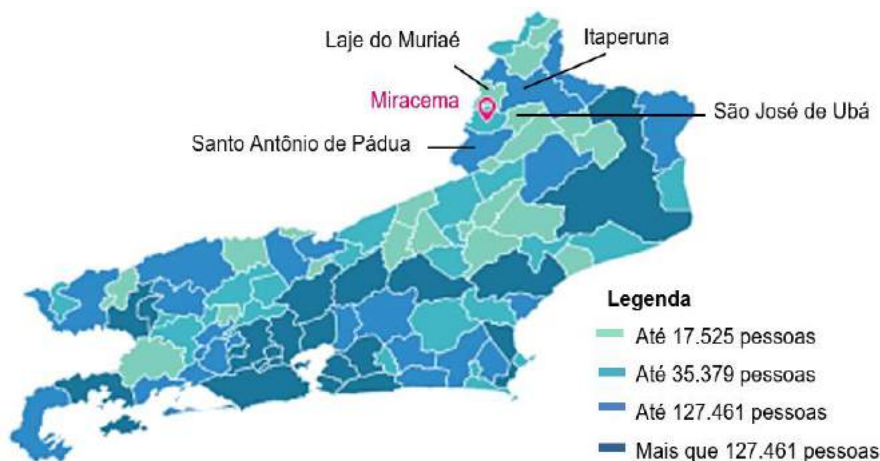 Laje do Muriaé
Itaperuna
Miracema
São José de Ubá
Santo Antônio de Pádua
Legenda
Até 17.525 pessoas
Até 35.379 pessoas
Até 127.461 pessoas
Mais que 127.461 pessoas